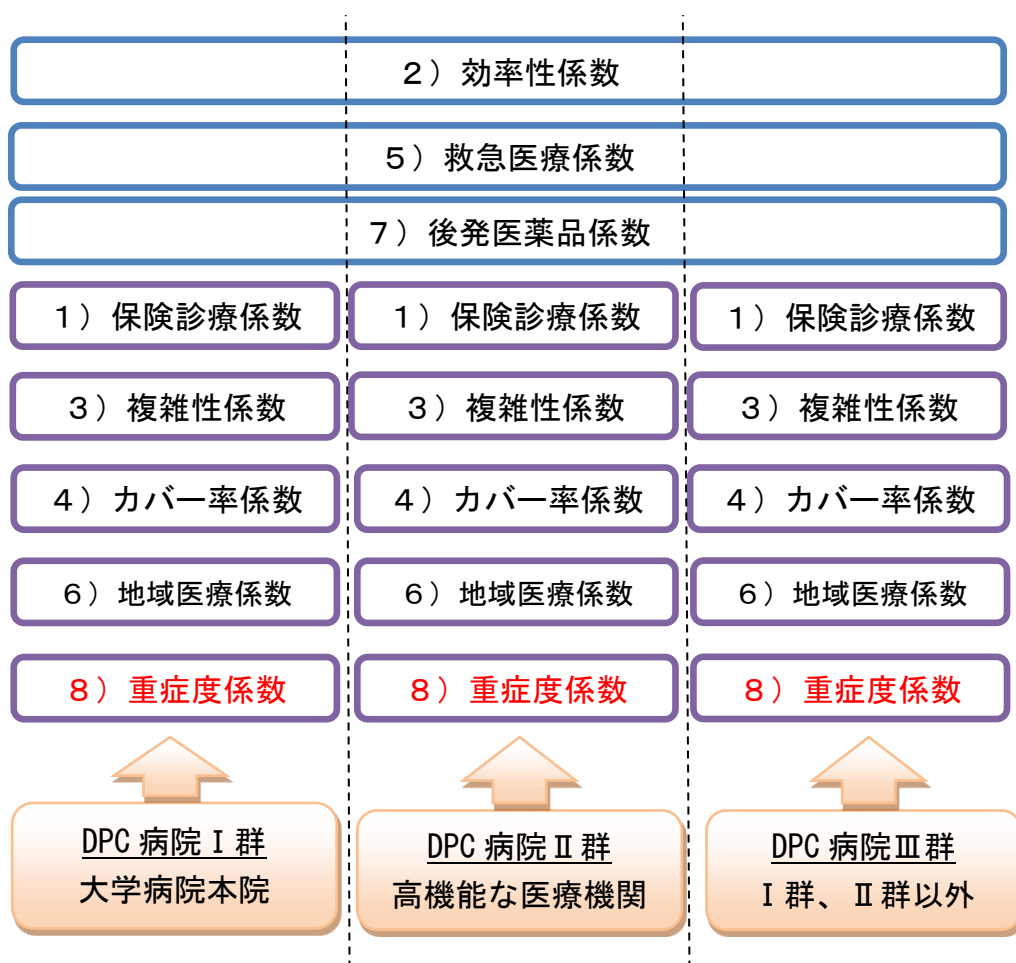 ２）効率性係数
５）救急医療係数
７）後発医薬品係数
１）保険診療係数
１）保険診療係数
１）保険診療係数
３）複雑性係数
３）複雑性係数
３）複雑性係数
４）カバー率係数
４）カバー率係数
４）カバー率係数
６）地域医療係数
６）地域医療係数
６）地域医療係数
８）重症度係数
８）重症度係数
８）重症度係数
DPC 病院Ⅰ群
大学病院本院
DPC 病院Ⅱ群
高機能な医療機関
DPC 病院Ⅲ群
Ⅰ群、Ⅱ群以外